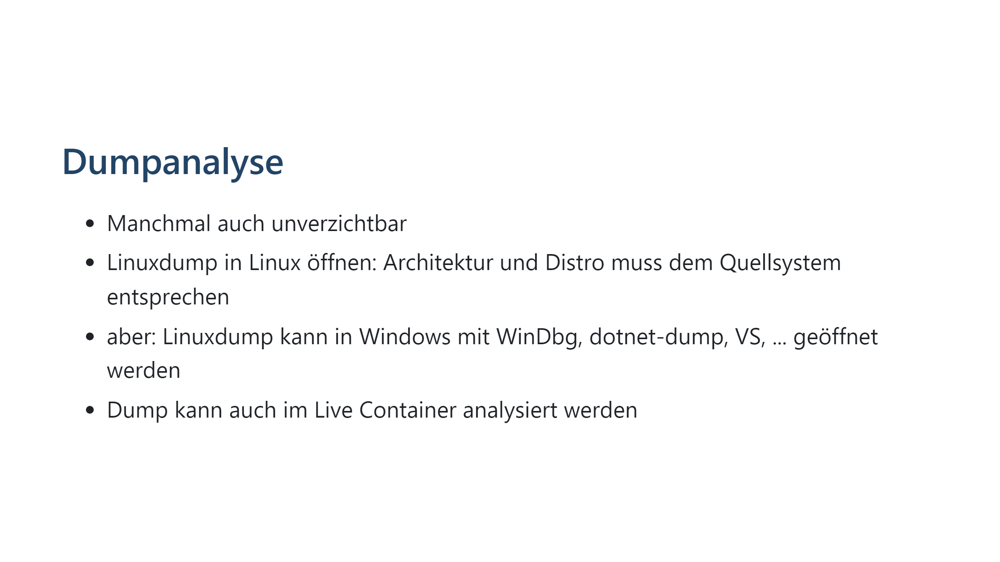 Dumpanalyse
• Manchmal auch unverzichtbar
• Linuxdump in Linux öffnen: Architektur und Distro muss dem Quellsystem
entsprechen
• aber: Linuxdump kann in Windows mit WinDbg, dotnet-dump, VS, ... geöffnet
werden
• Dump kann auch im Live Container analysiert werden